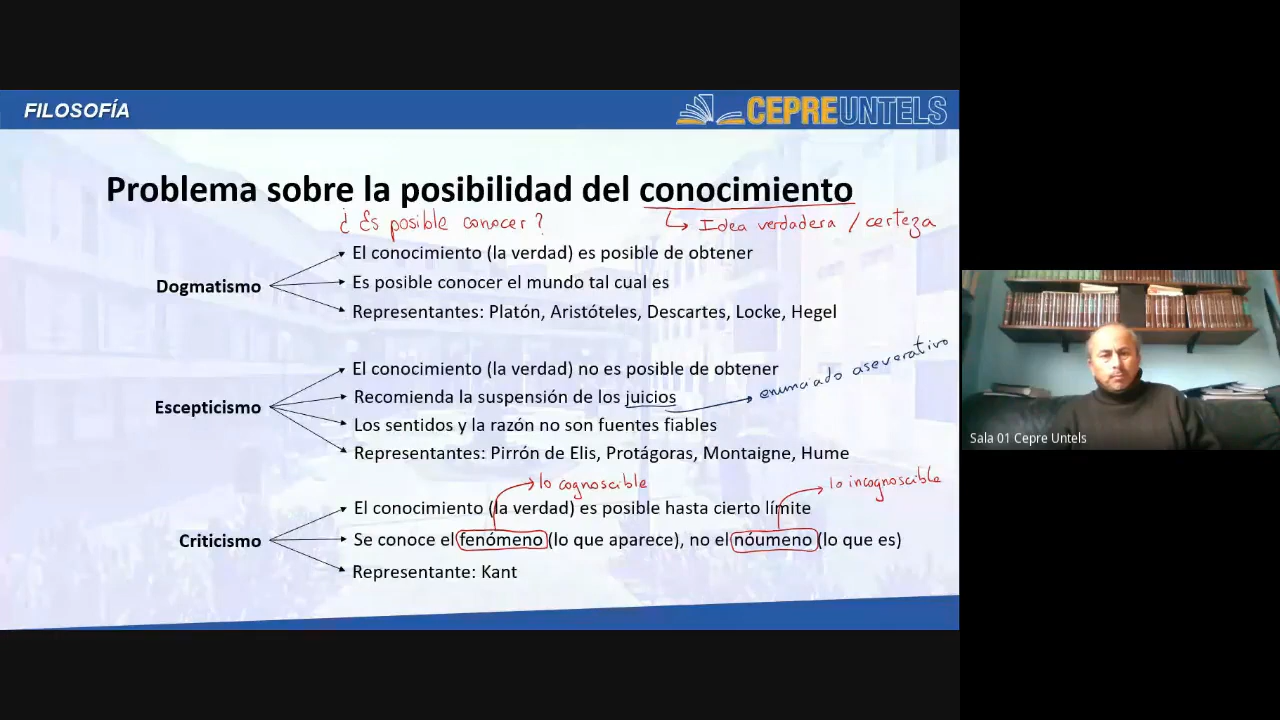 FILOSOFÍA
CEPREUNTELS
Problema sobre la posibilidad del conocimiento
¿ Es posible conocer ?
Idea verdadera / certeza
El conocimiento (la verdad) es posible de obtener
Dogmatismo
Es posible conocer el mundo tal cual es
Representantes: Platón, Aristóteles, Descartes, Locke, Hegel
El conocimiento (la verdad) no es posible de obtener
enunciado aseverativo
Recomienda la suspensión de los juicios
Escepticismo
Los sentidos y la razón no son fuentes fiables
Representantes: Pirrón de Elis, Protágoras, Montaigne, Hume
lo cognoscible
lo incognoscible
El conocimiento (la verdad) es posible hasta cierto límite
Criticismo
Se conoce el fenómeno (lo que aparece), no el nóumeno (lo que es)
Representante: Kant
Sala 01 Cepre Untels